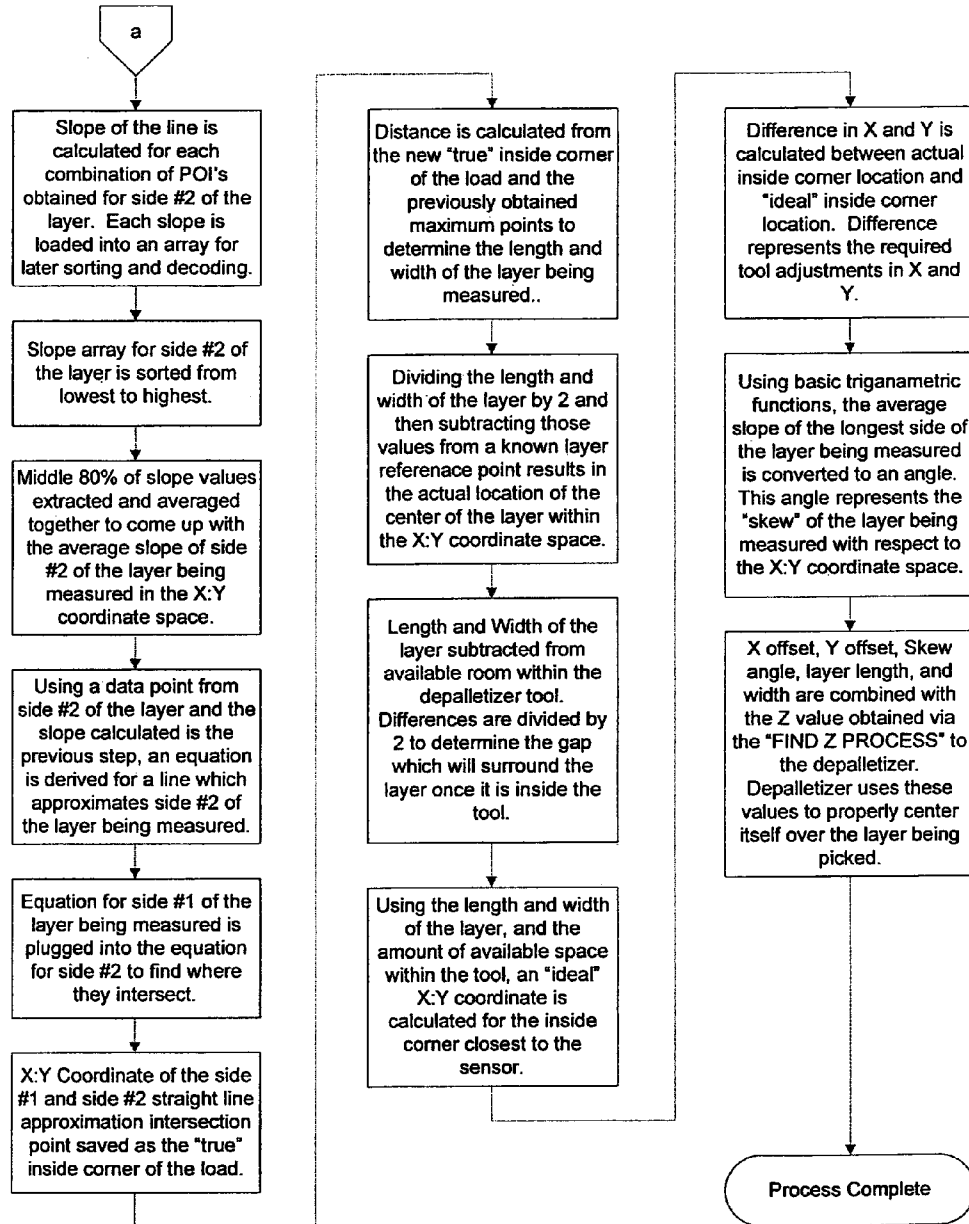 a
Slope of the line is
calculated for each
combination of POI's
obtained for side #2 of the
layer. Each slope is
loaded into an array for
later sorting and decoding.
Slope array for side #2 of
the layer is sorted from
lowest to highest.
Middle 80% of slope values
extracted and averaged
together to come up with
the average slope of side
#2 of the layer being
measured in the X:Y
coordinate space.
Using a data point from
side #2 of the layer and the
slope calculated is the
previous step, an equation
is derived for a line which
approximates side #2 of
the layer being measured.
Equation for side #1 of the
layer being measured is
plugged into the equation
for side #2 to find where
they intersect.
X:Y Coordinate of the side
#1 and side #2 straight line
approximation intersection
point saved as the "true"
inside corner of the load.
Distance is calculated from
the new "true" inside corner
of the load and the
previously obtained
maximum points to
determine the length and
width of the layer being
measured..
Dividing the length and
width of the layer by 2 and
then subtracting those
values from a known layer
referenace point results in
the actual location of the
center of the layer within
the X:Y coordinate space.
Length and Width of the
layer subtracted from
available room within the
depalletizer tool.
Differences are divided by
2 to determine the gap
which will surround the
layer once it is inside the
tool.
Using the length and width
of the layer, and the
amount of available space
within the tool, an "ideal"
X:Y coordinate is
calculated for the inside
corner closest to the
sensor.
Difference in X and Y is
calculated between actual
inside corner location and
"ideal" inside corner
location. Difference
represents the required
tool adjustments in X and
Y.
Using basic triganametric
functions, the average
slope of the longest side of
the layer being measured
is converted to an angle.
This angle represents the
"skew" of the layer being
measured with respect to
the X:Y coordinate space.
X offset, Y offset, Skew
angle, layer length, and
width are combined with
the Z value obtained via
the "FIND Z PROCESS" to
the depalletizer.
Depalletizer uses these
values to properly center
itself over the layer being
picked.
Process Complete